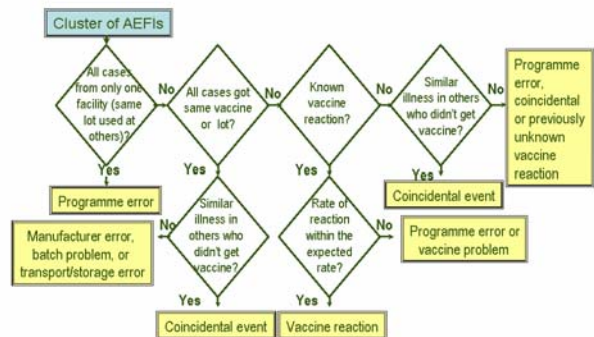 Cluster of AEFIs
All cases
from only one
facility (same
lot used at
others)?
No
All cases got
same vaccine
or lot?
No
Known
vaccine
reaction?
No
Similar
illness in others
who didn't get
vaccine?
No
Programme
error,
coincidental
or previously
unknown
vaccine
reaction
Yes
Yes
Yes
Yes
Programme error
Coincidental event
Manufacturer error,
batch problem, or
transport/storage error
No
Similar
illness in
others who
didn't get
vaccine?
Rate of
reaction
within the
expected
rate?
No
Programme error or
vaccine problem
Yes
Yes
Coincidental event
Vaccine reaction